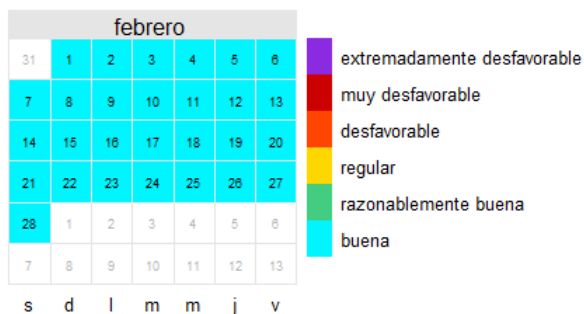 febrero
31 1 2 3 4 5 6
7 8 9 10 11 12 13
14 15 16 17 18 19 20
21 22 23 24 25 26 27
28 1 2 3 4 5 6
7 8 9 10 11 12 13
s d l m m j v
extremadamente desfavorable
muy desfavorable
desfavorable
regular
razonablemente buena
buena